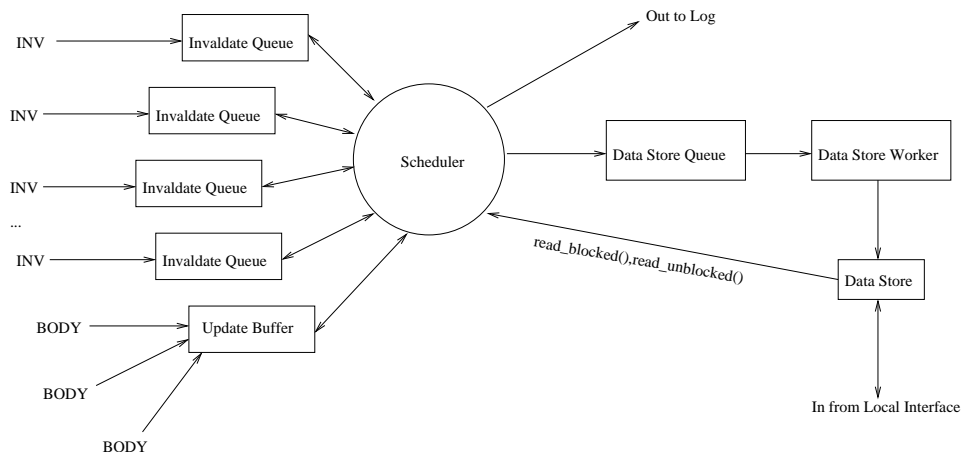 Out to Log
INV
Invaldate Queue
INV
Invaldate Queue
Scheduler
Data Store Queue
Data Store Worker
INV
Invaldate Queue
...
INV
Invaldate Queue
read_blocked(),read_unblocked()
Data Store
BODY
Update Buffer
BODY
In from Local Interface
BODY